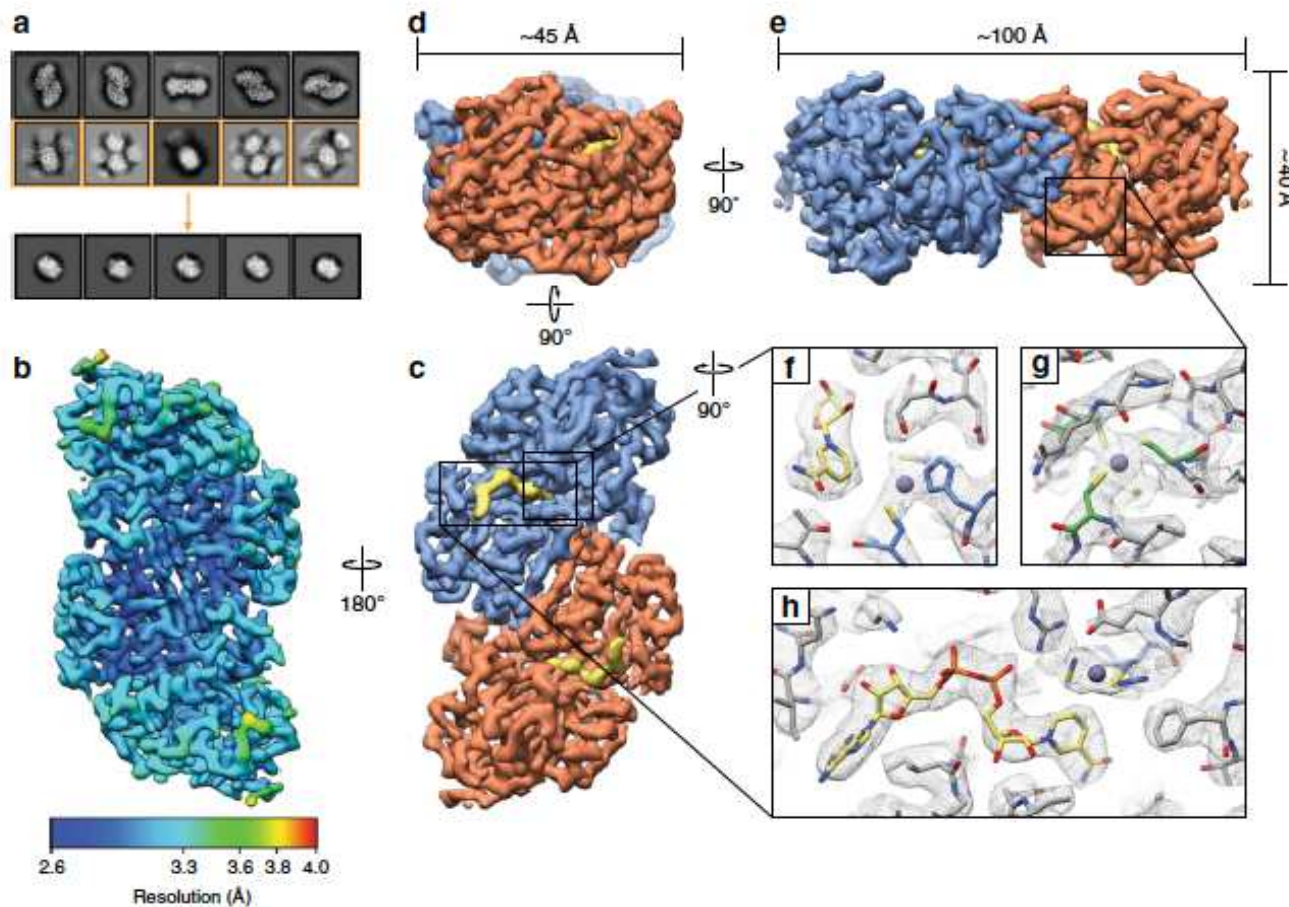 a
d
~45 Å
e
~100 Å
~40 Å
90°
90°
b
c
90°
f
g
180°
h
2.6
3.3
3.6
3.8
4.0
Resolution (Å)